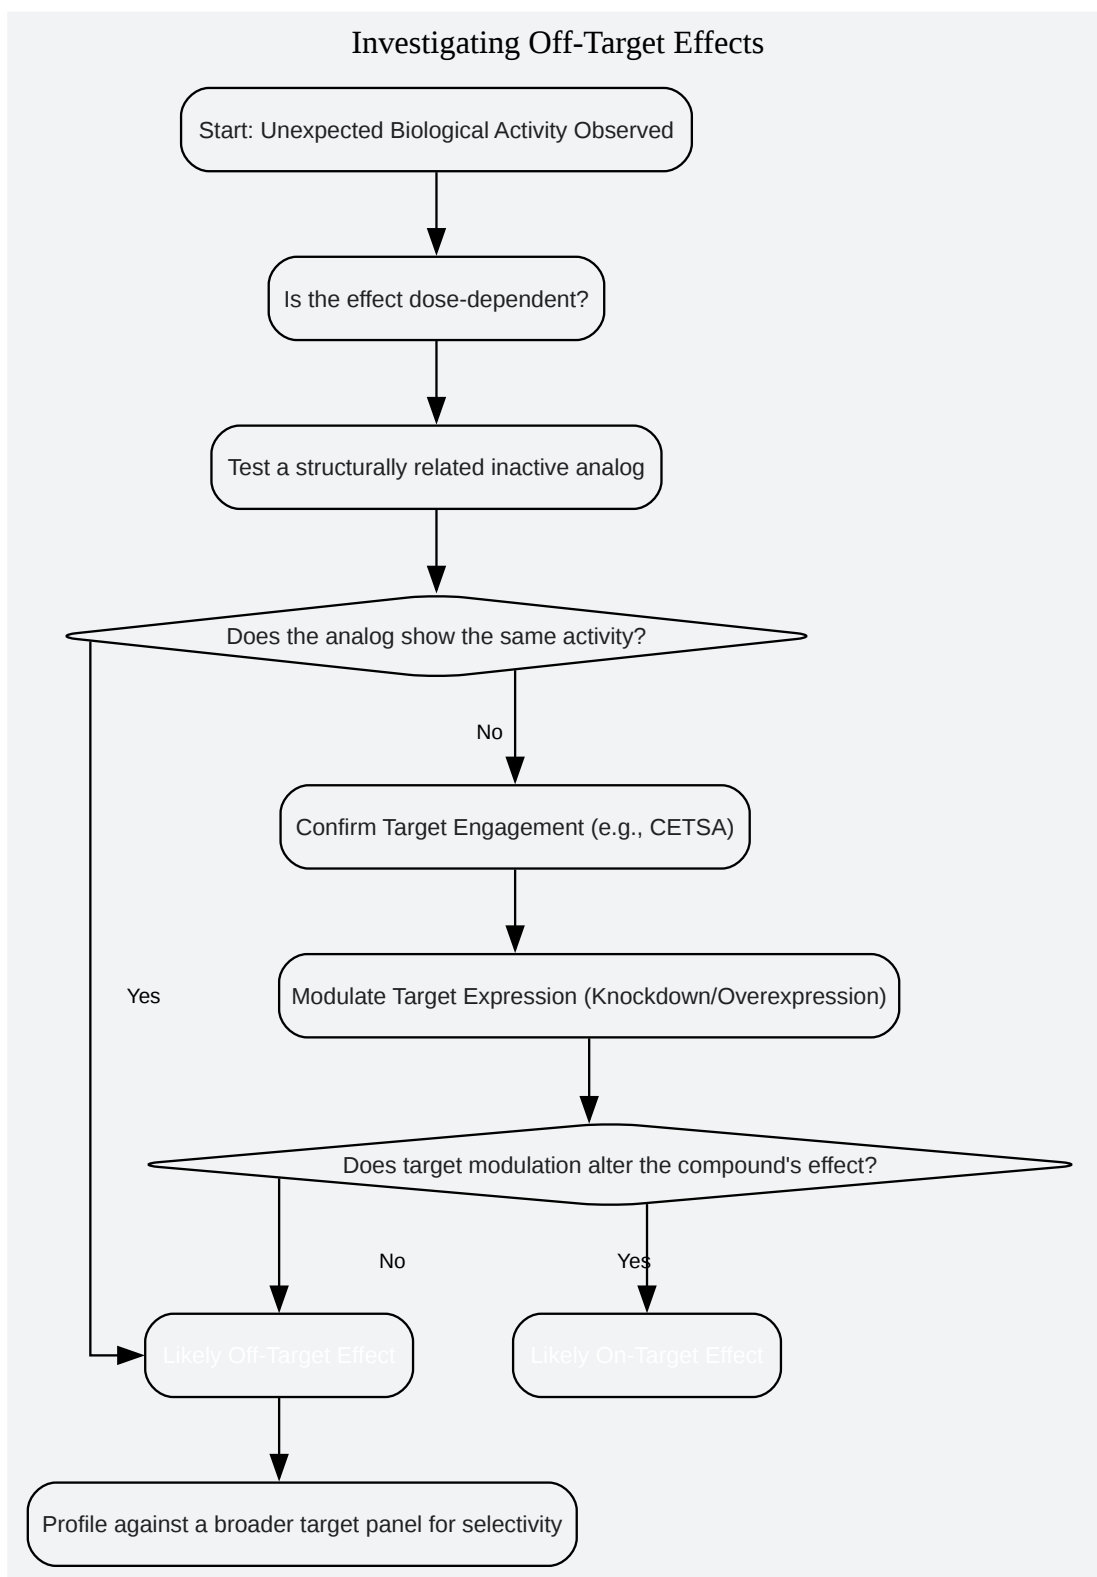 Investigating Off-Target Effects
Start: Unexpected Biological Activity Observed
Is the effect dose-dependent?
Test a structurally related inactive analog
Does the analog show the same activity?
No
Confirm Target Engagement (e.g., CETSA)
Yes
Modulate Target Expression (Knockdown/Overexpression)
Does target modulation alter the compound's effect?
No
Yes
Likely Off-Target Effect
Likely On-Target Effect
Profile against a broader target panel for selectivity